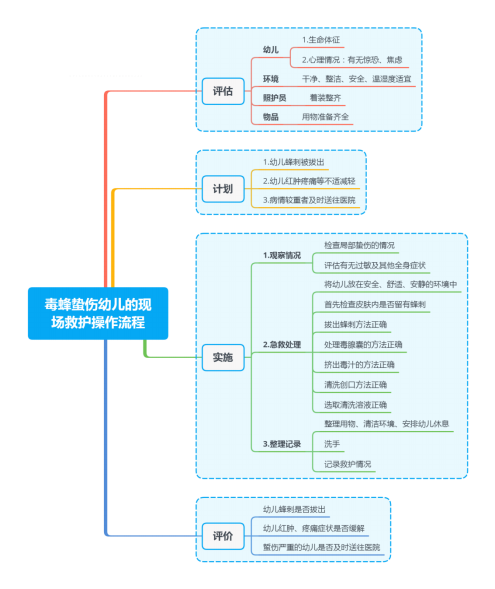 毒蜂蛰伤幼儿的现
场救护操作流程
评估
幼儿
1.生命体征
2.心理情况：有无惊恐、焦虑
环境
干净、整洁、安全、温湿度适宜
照护员
着装整齐
物品
用物准备齐全
计划
1.幼儿蜂刺被拔出
2.幼儿红肿疼痛等不适减轻
3.病情较重者及时送往医院
实施
1.观察情况
检查局部蛰伤的情况
评估有无过敏及其他全身症状
2.急救处理
将幼儿放在安全、舒适、安静的环境中
首先检查皮肤内是否留有蜂刺
拔出蜂刺方法正确
处理毒腺囊的方法正确
挤出毒汁的方法正确
清洗创口方法正确
选取清洗溶液正确
3.整理记录
整理用物、清洁环境、安排幼儿休息
洗手
记录救护情况
评价
幼儿蜂刺是否拔出
幼儿红肿、疼痛症状是否缓解
蜇伤严重的幼儿是否及时送往医院